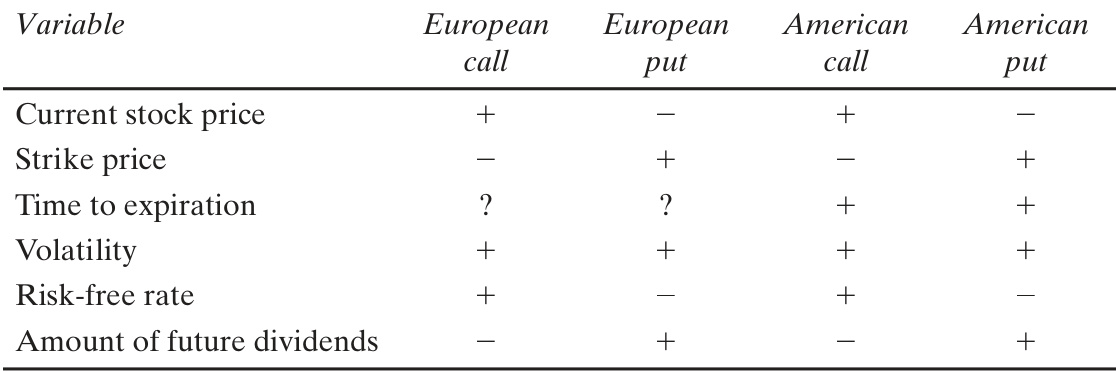 Variable European call European put American call American put
Current stock price + − + −
Strike price − + − +
Time to expiration ? ? + +
Volatility + + + +
Risk-free rate + − + −
Amount of future dividends − + − +